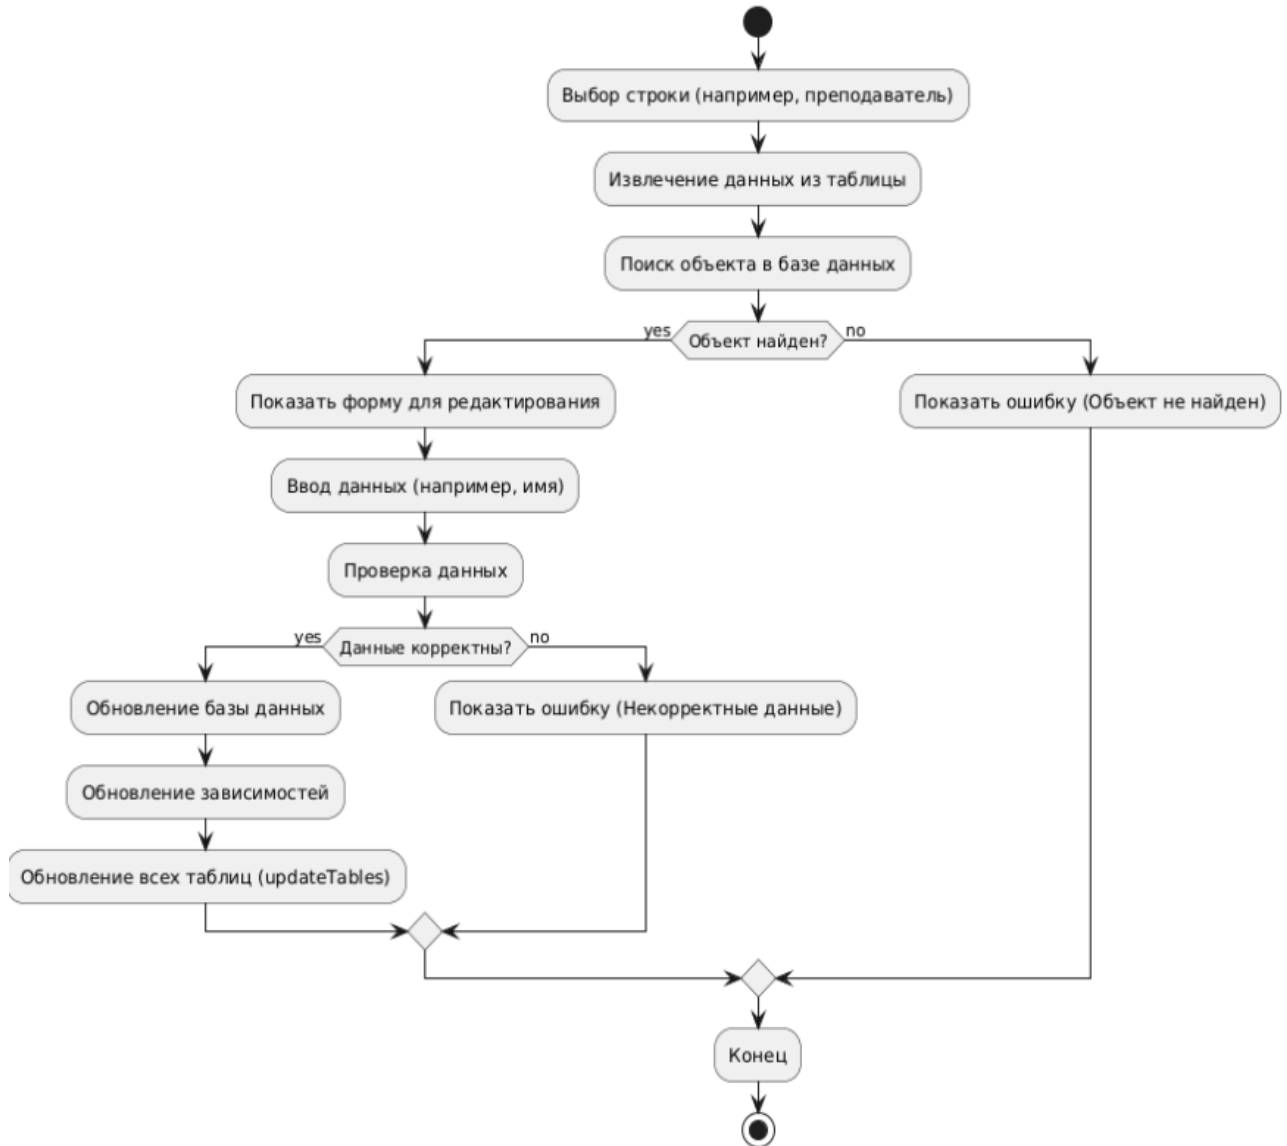 Выбор строки (например, преподаватель)
Извлечение данных из таблицы
Поиск объекта в базе данных
yes
Объект найден?
no
Показать форму для редактирования
Показать ошибку (Объект не найден)
Ввод данных (например, имя)
Проверка данных
yes
Данные корректны?
no
Обновление базы данных
Показать ошибку (Некорректные данные)
Обновление зависимостей
Обновление всех таблиц (updateTables)
Конец